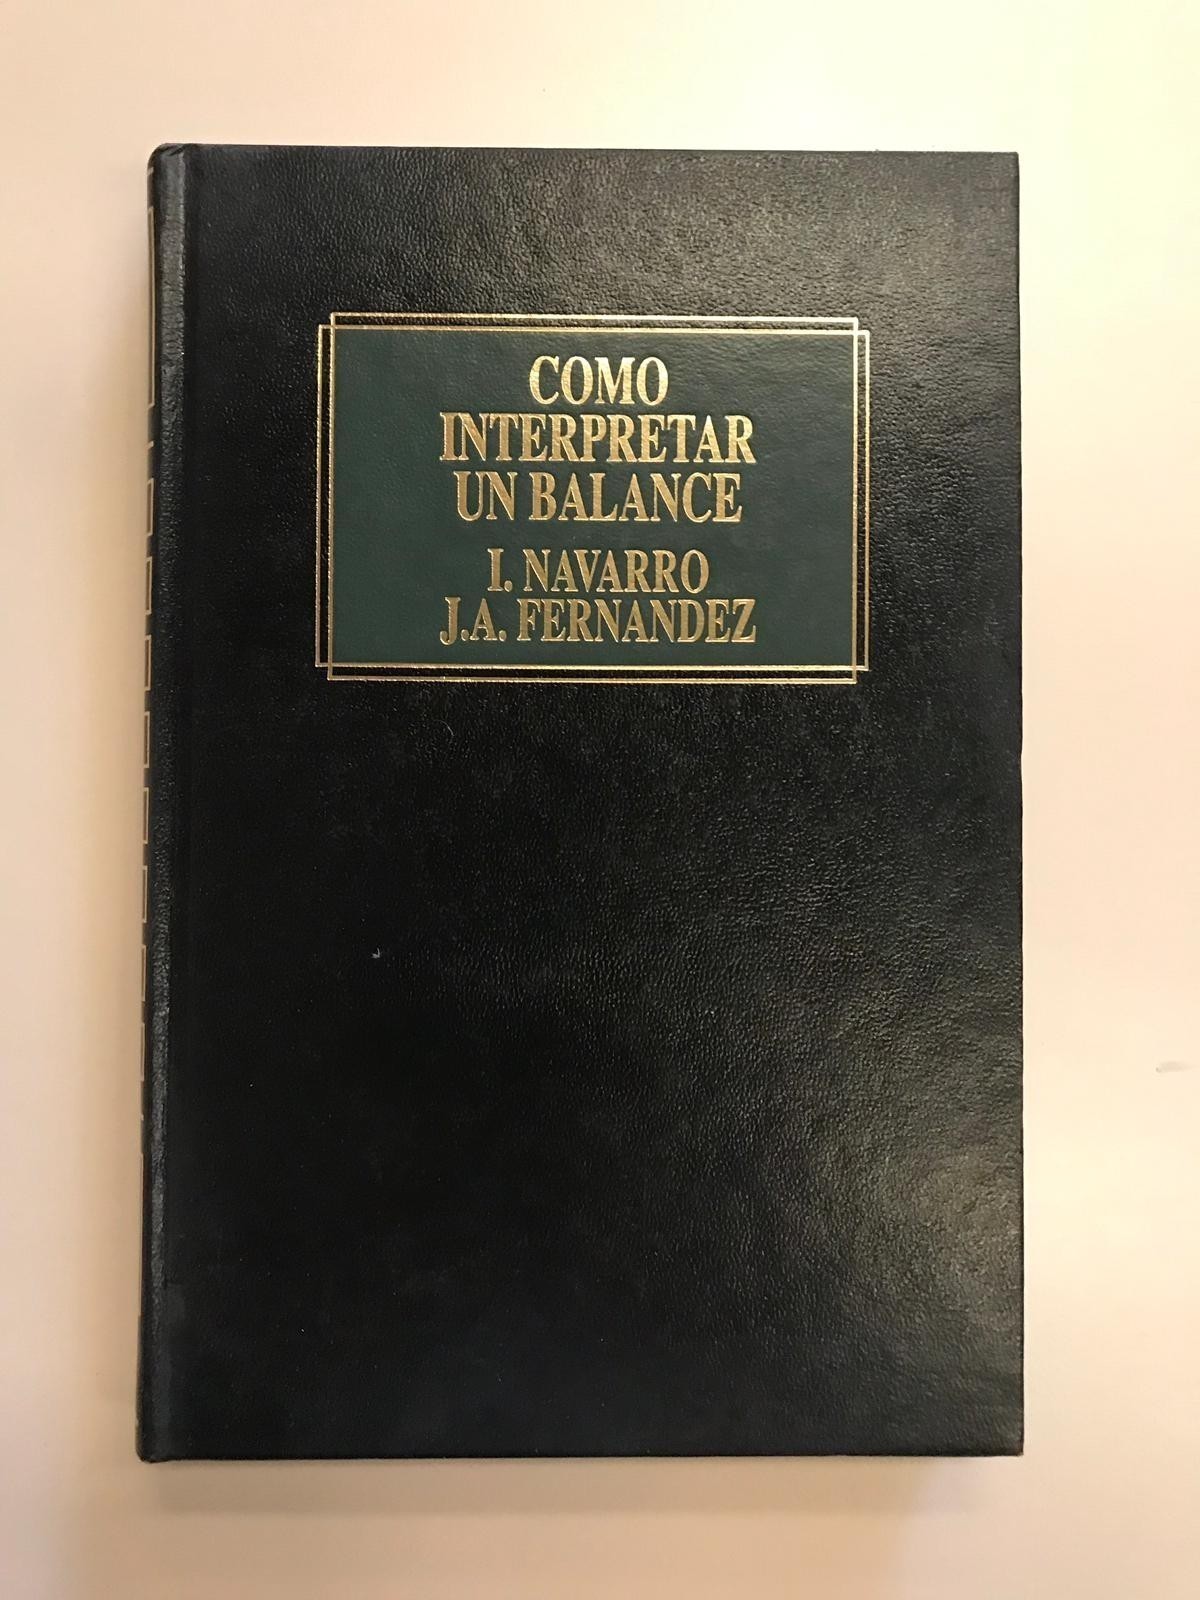 COMO
INTERPRETAR
UN BALANCE
I. NAVARRO
J.A. FERNANDEZ